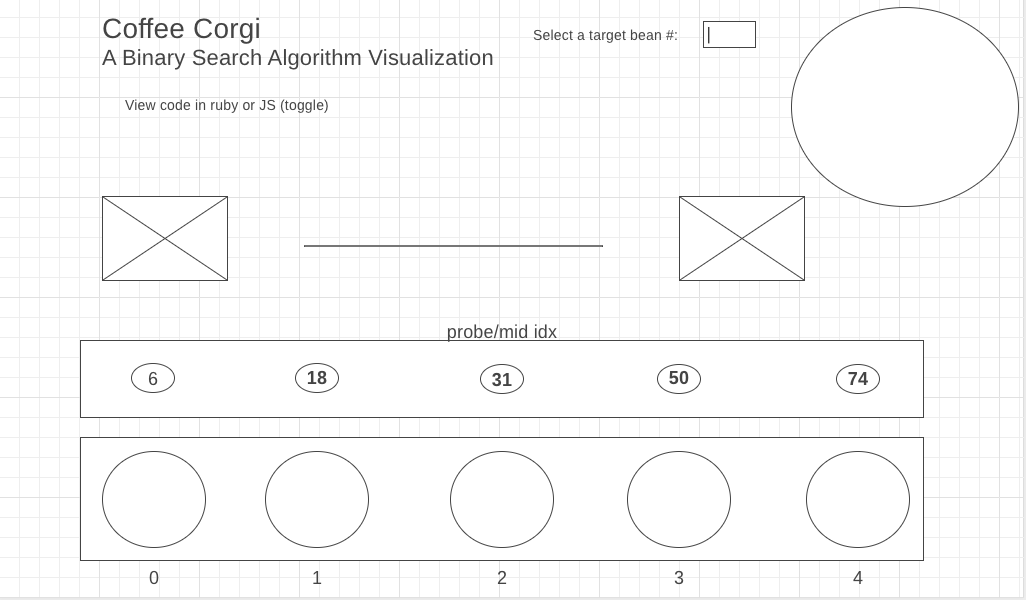 Coffee Corgi
A Binary Search Algorithm Visualization
Select a target bean #:
View code in ruby or JS (toggle)
probe/mid idx
6 18 31 50 74
0 1 2 3 4